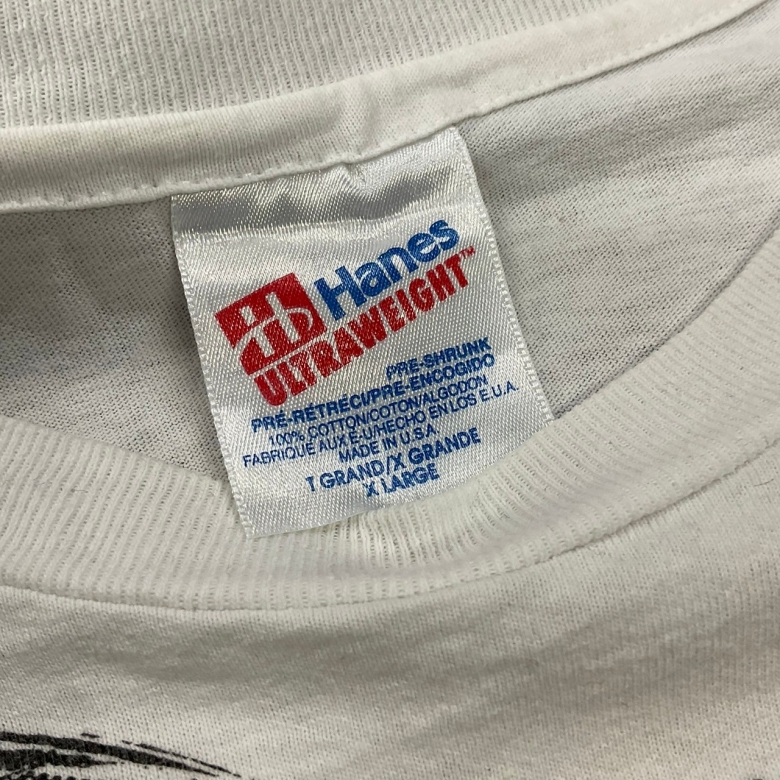 Hanes
ULTRAWEIGHT™
PRE-SHRUNK
PRÉ-RÉTRÉCI/PRE-ENCOGIDO
100% COTTON/COTON/ALGODON
FABRIQUÉ AUX É-U/HECHO EN LOS E.U.A.
MADE IN U.S.A.
T GRAND/X GRANDE
X LARGE